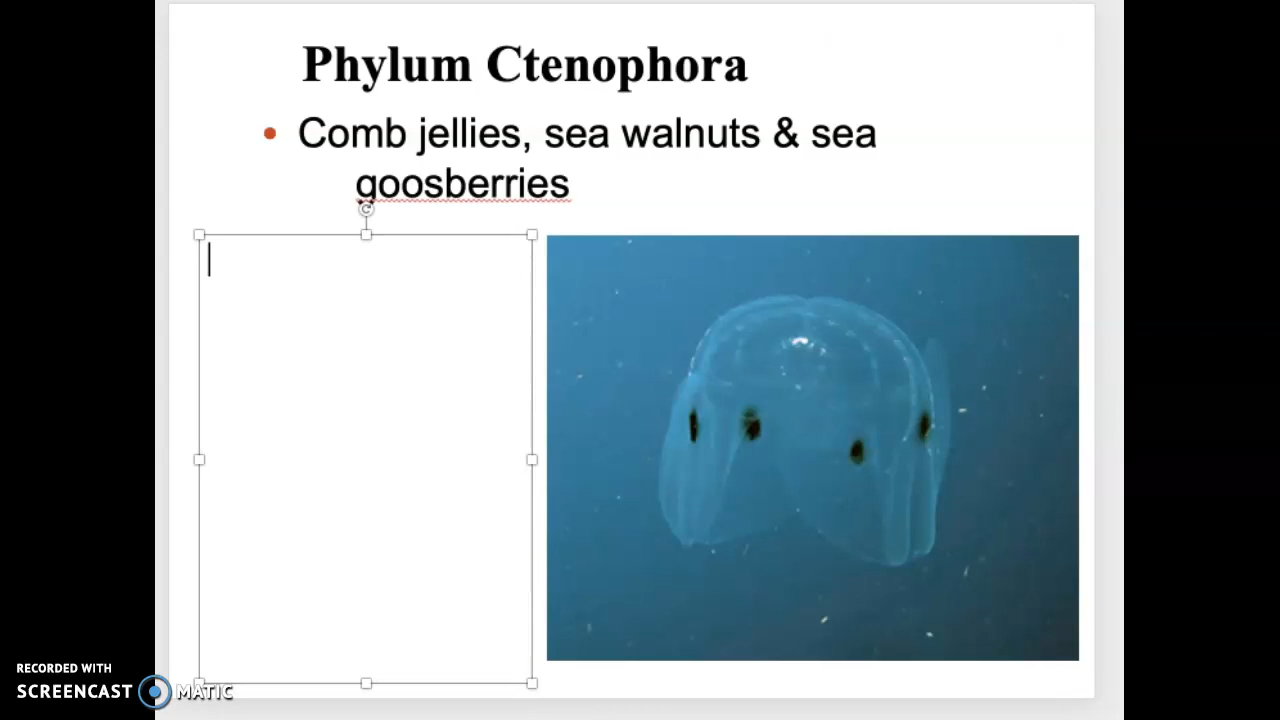 Phylum Ctenophora
• Comb jellies, sea walnuts & sea
goosberries
RECORDED WITH
SCREENCAST MATIC